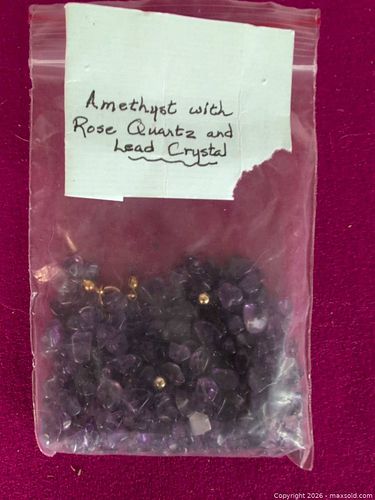 Amethyst with
Rose Quartz and
Lead Crystal
Copyright © 2026 - maxsold.com